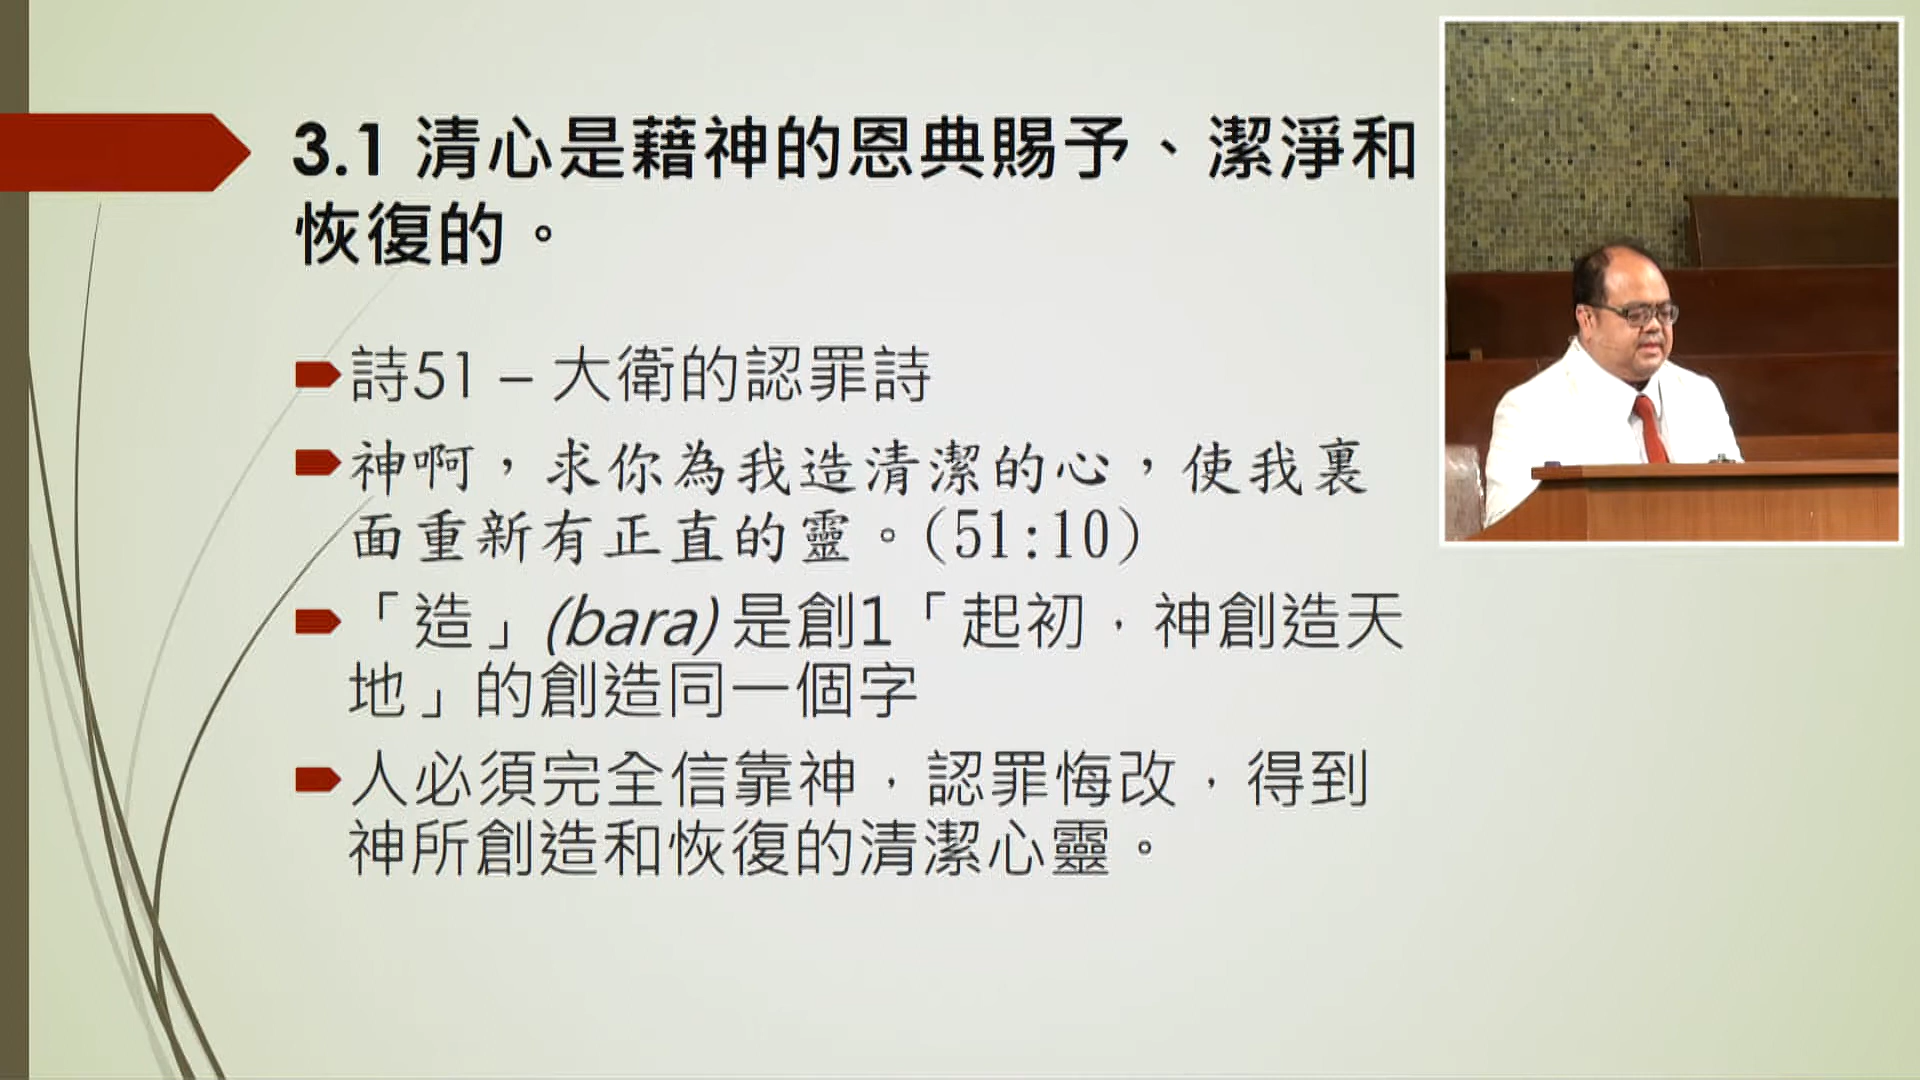 3.1 清心是藉神的恩典賜予、潔淨和
恢復的。
詩51 – 大衛的認罪詩
神啊，求你為我造清潔的心，使我裏
面重新有正直的靈。(51:10)
「造」(bara) 是創1「起初，神創造天
地」的創造同一個字
人必須完全信靠神，認罪悔改，得到
神所創造和恢復的清潔心靈。